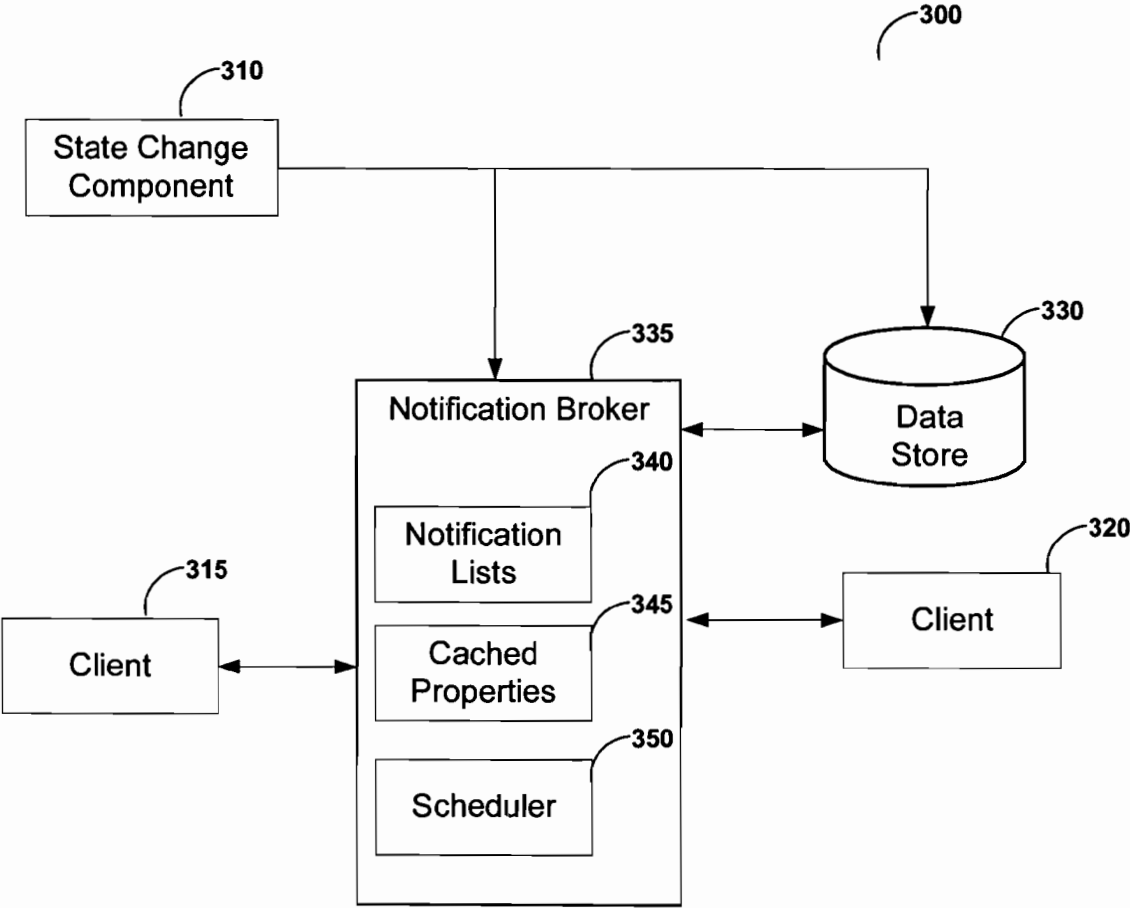 300
310
State Change
Component
330
335
Notification Broker
Data
Store
340
Notification
Lists
320
315
Client
345
Client
Cached
Properties
350
Scheduler